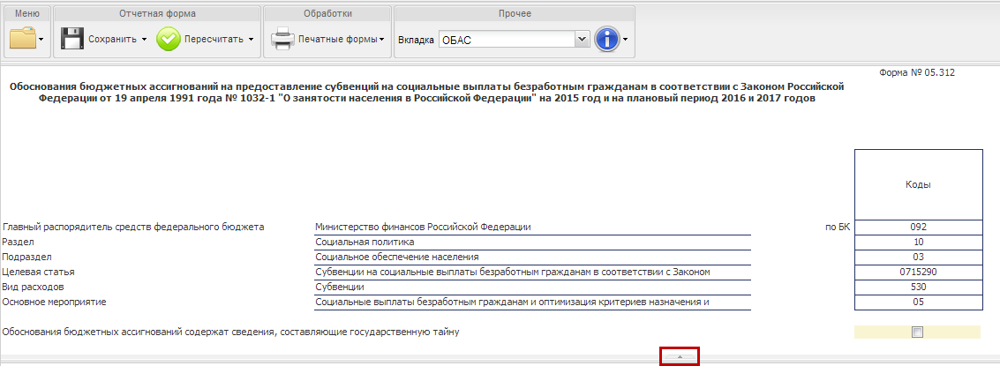 Меню
Отчетная форма
Обработки
Прочее
Сохранить
Пересчитать
Печатные формы
Вкладка ОБАС
Форма № 05.312
Обоснования бюджетных ассигнований на предоставление субвенций на социальные выплаты безработным гражданам в соответствии с Законом Российской
Федерации от 19 апреля 1991 года № 1032-1 "О занятости населения в Российской Федерации" на 2015 год и на плановый период 2016 и 2017 годов
Коды
Главный распорядитель средств федерального бюджета Министерство финансов Российской Федерации по БК 092
Раздел Социальная политика 10
Подраздел Социальное обеспечение населения 03
Целевая статья Субвенции на социальные выплаты безработным гражданам в соответствии с Законом 0715290
Вид расходов Субвенции 530
Основное мероприятие Социальные выплаты безработным гражданам и оптимизация критериев назначения и 05
Обоснования бюджетных ассигнований содержат сведения, составляющие государственную тайну